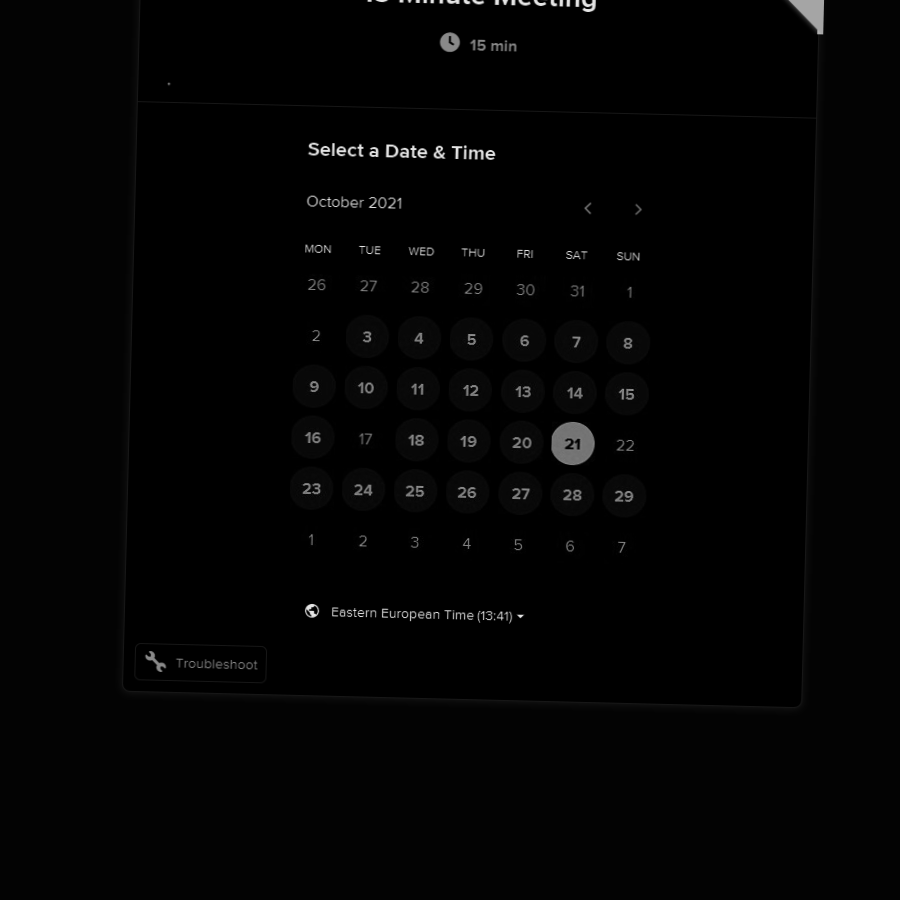 Minute Meeting
15 min
Select a Date & Time
October 2021
MON TUE WED THU FRI SAT SUN
26 27 28 29 30 31 1
2 3 4 5 6 7 8
9 10 11 12 13 14 15
16 17 18 19 20 21 22
23 24 25 26 27 28 29
1 2 3 4 5 6 7
Eastern European Time (13:41)
Troubleshoot